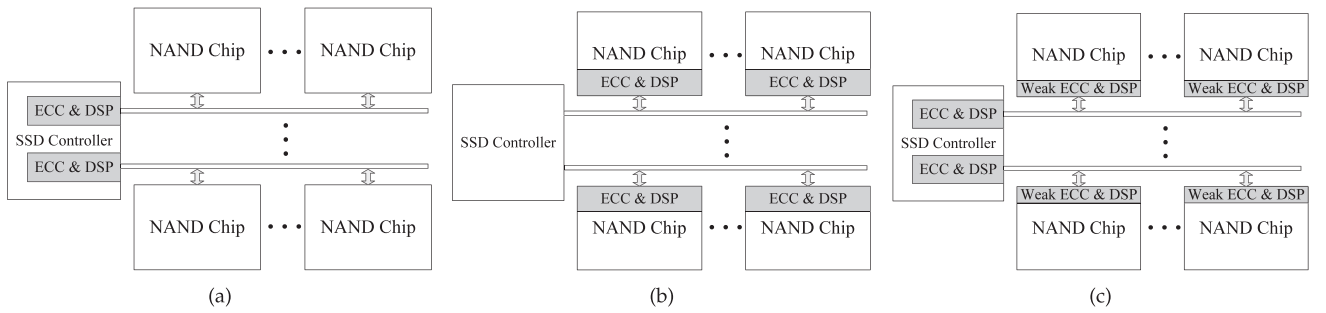 NAND Chip • • • NAND Chip
ECC & DSP
SSD Controller
ECC & DSP
NAND Chip • • • NAND Chip
(a)
NAND Chip • • • NAND Chip
ECC & DSP ECC & DSP
SSD Controller
ECC & DSP ECC & DSP
NAND Chip • • • NAND Chip
(b)
NAND Chip • • • NAND Chip
Weak ECC & DSP Weak ECC & DSP
ECC & DSP
SSD Controller
ECC & DSP
Weak ECC & DSP Weak ECC & DSP
NAND Chip • • • NAND Chip
(c)